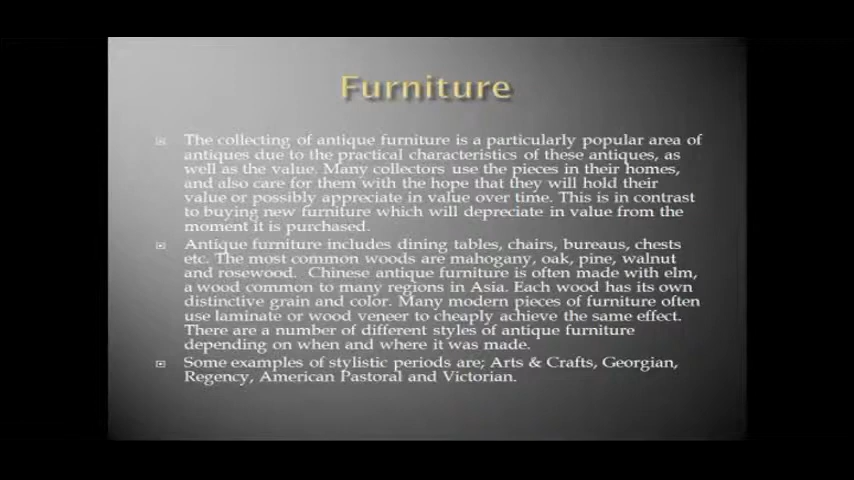 Furniture
The collecting of antique furniture is a particularly popular area of
antiques due to the practical characteristics of these antiques, as
well as the value. Many collectors use the pieces in their homes,
and also care for them with the hope that they will hold their
value or possibly appreciate in value over time. This is in contrast
to buying new furniture which will depreciate in value from the
moment it is purchased.
Antique furniture includes dining tables, chairs, bureaus, chests
etc. The most common woods are mahogany, oak, pine, walnut
and rosewood. Chinese antique furniture is often made with elm,
a wood common to many regions in Asia. Each wood has its own
distinctive grain and color. Many modern pieces of furniture often
use laminate or wood veneer to cheaply achieve the same effect.
There are a number of different styles of antique furniture
depending on when and where it was made.
Some examples of stylistic periods are; Arts & Crafts, Georgian,
Regency, American Pastoral and Victorian.